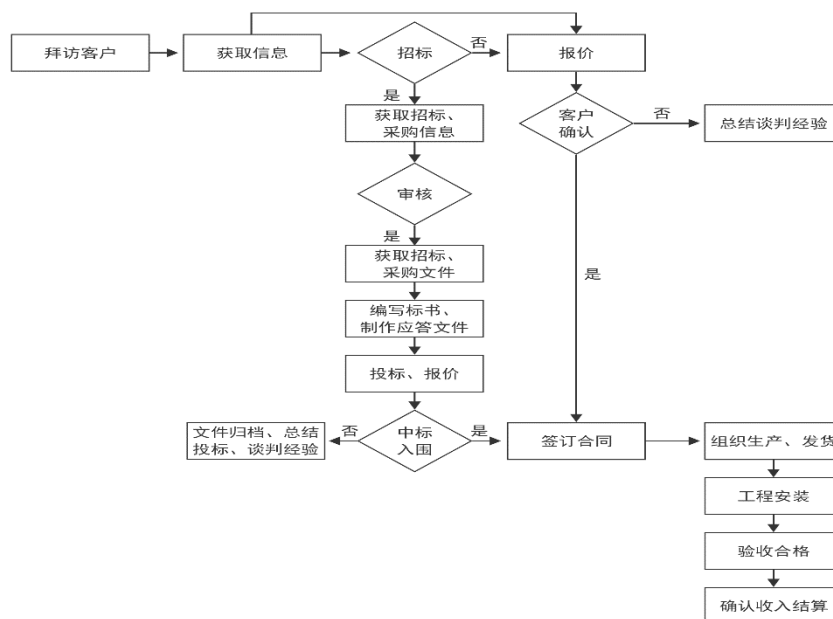 拜访客户
获取信息
招标
否
报价
是
获取招标、
采购信息
客户
确认
否
总结谈判经验
审核
是
获取招标、
采购文件
是
编写标书、
制作应答文件
投标、报价
文件归档、总结
投标、谈判经验
否
中标
入围
是
签订合同
组织生产、发货
工程安装
验收合格
确认收入结算